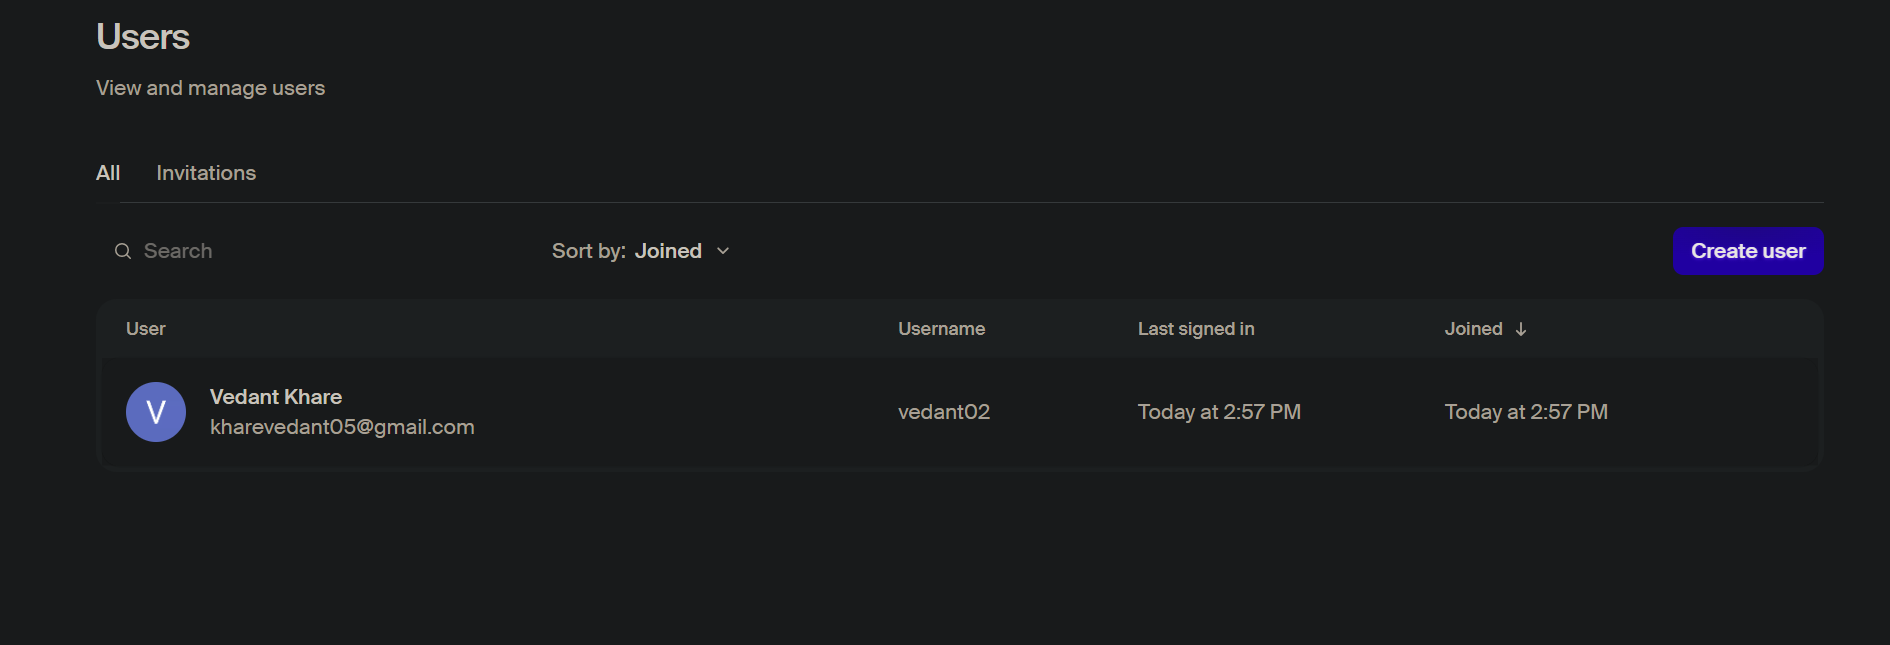 Users
View and manage users
All Invitations
Search Sort by: Joined Create user
User Username Last signed in Joined ↓
V Vedant Khare
kharevedant05@gmail.com vedant02 Today at 2:57 PM Today at 2:57 PM